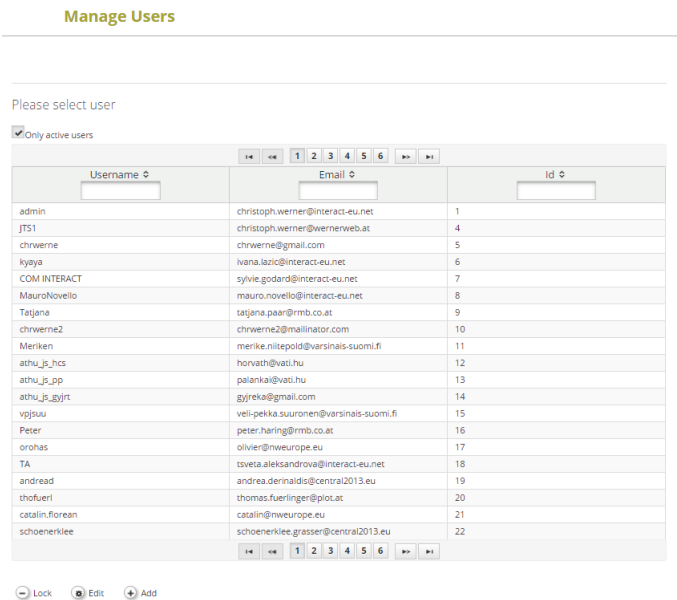 Manage Users
Please select user
Only active users
1 2 3 4 5 6
Username Email Id
admin christoph.werner@interact-eu.net 1
JTS1 christoph.werner@wernerweb.at 4
chrwerne chrwerne@gmail.com 5
kyaya ivana.lazic@interact-eu.net 6
COM INTERACT sylvie.godard@interact-eu.net 7
MauroNovello mauro.novello@interact-eu.net 8
Tatjana tatjana.paar@rmb.co.at 9
chrwerne2 chrwerne2@mailinator.com 10
Meriken merike.niitepold@varsinais-suomi.fi 11
athu_js_hcs horvath@vati.hu 12
athu_js_pp palankai@vati.hu 13
athu_js_gyjrt gyjreka@gmail.com 14
vpjsuu veli-pekka.suuronen@varsinais-suomi.fi 15
Peter peter.haring@rmb.co.at 16
orohas olivier@nweurope.eu 17
TA tsveta.aleksandrova@interact-eu.net 18
andread andrea.derinaldis@central2013.eu 19
thofuerl thomas.fuerlinger@plot.at 20
catalin.florean catalin@nweurope.eu 21
schoenerklee schoenerklee.grasser@central2013.eu 22
1 2 3 4 5 6
Lock Edit Add